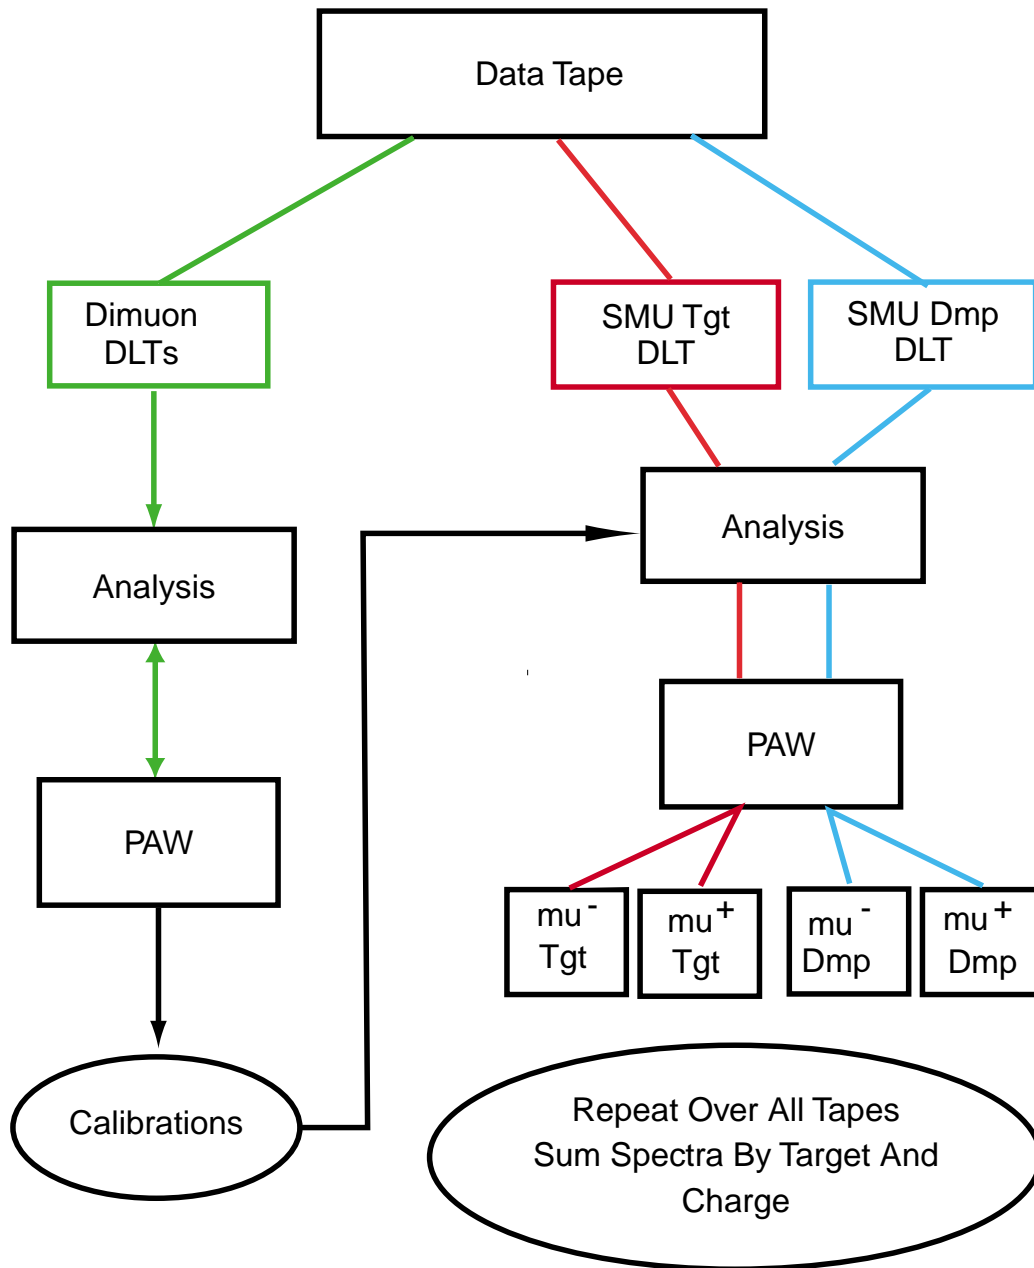 Data Tape
Dimuon
DLTs
SMU Tgt
DLT
SMU Dmp
DLT
Analysis
Analysis
PAW
PAW
mu -
Tgt
mu +
Tgt
mu -
Dmp
mu +
Dmp
Calibrations
Repeat Over All Tapes
Sum Spectra By Target And
Charge